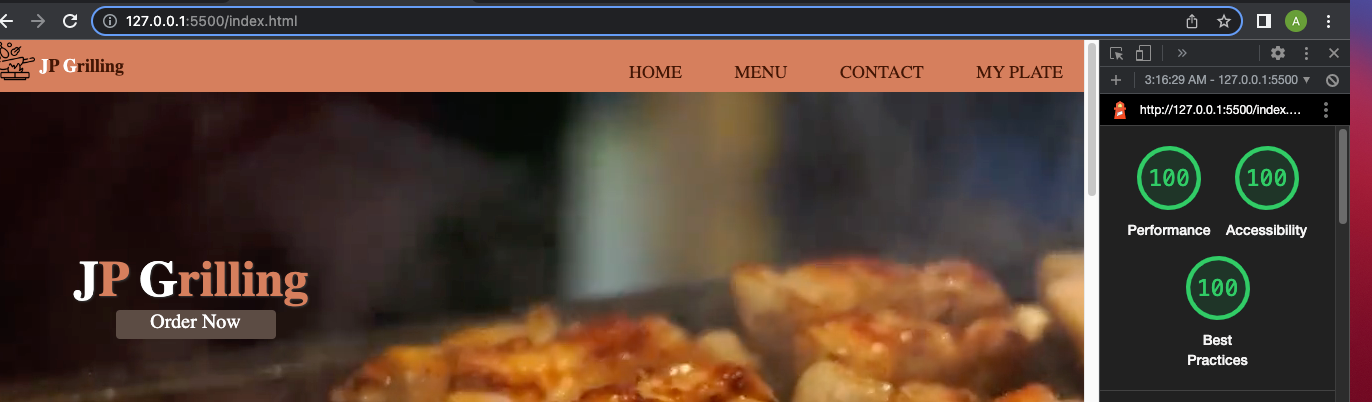 127.0.0.1:5500/index.html
A
JP Grilling
HOME MENU CONTACT MY PLATE
JP Grilling
Order Now
»
3:16:29 AM - 127.0.0.1:5500
http://127.0.0.1:5500/index....
100 100
Performance Accessibility
100
Best
Practices